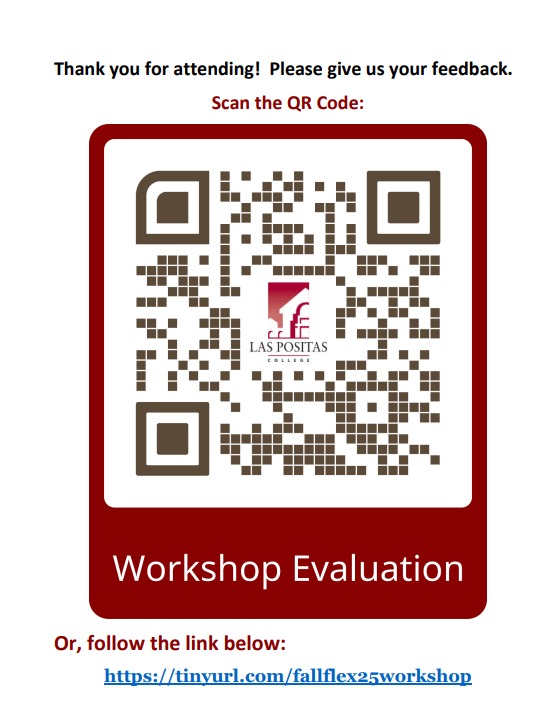 Thank you for attending! Please give us your feedback.
Scan the QR Code:
LAS POSITAS
COLLEGE
Workshop Evaluation
Or, follow the link below:
https://tinyurl.com/fallflex25workshop